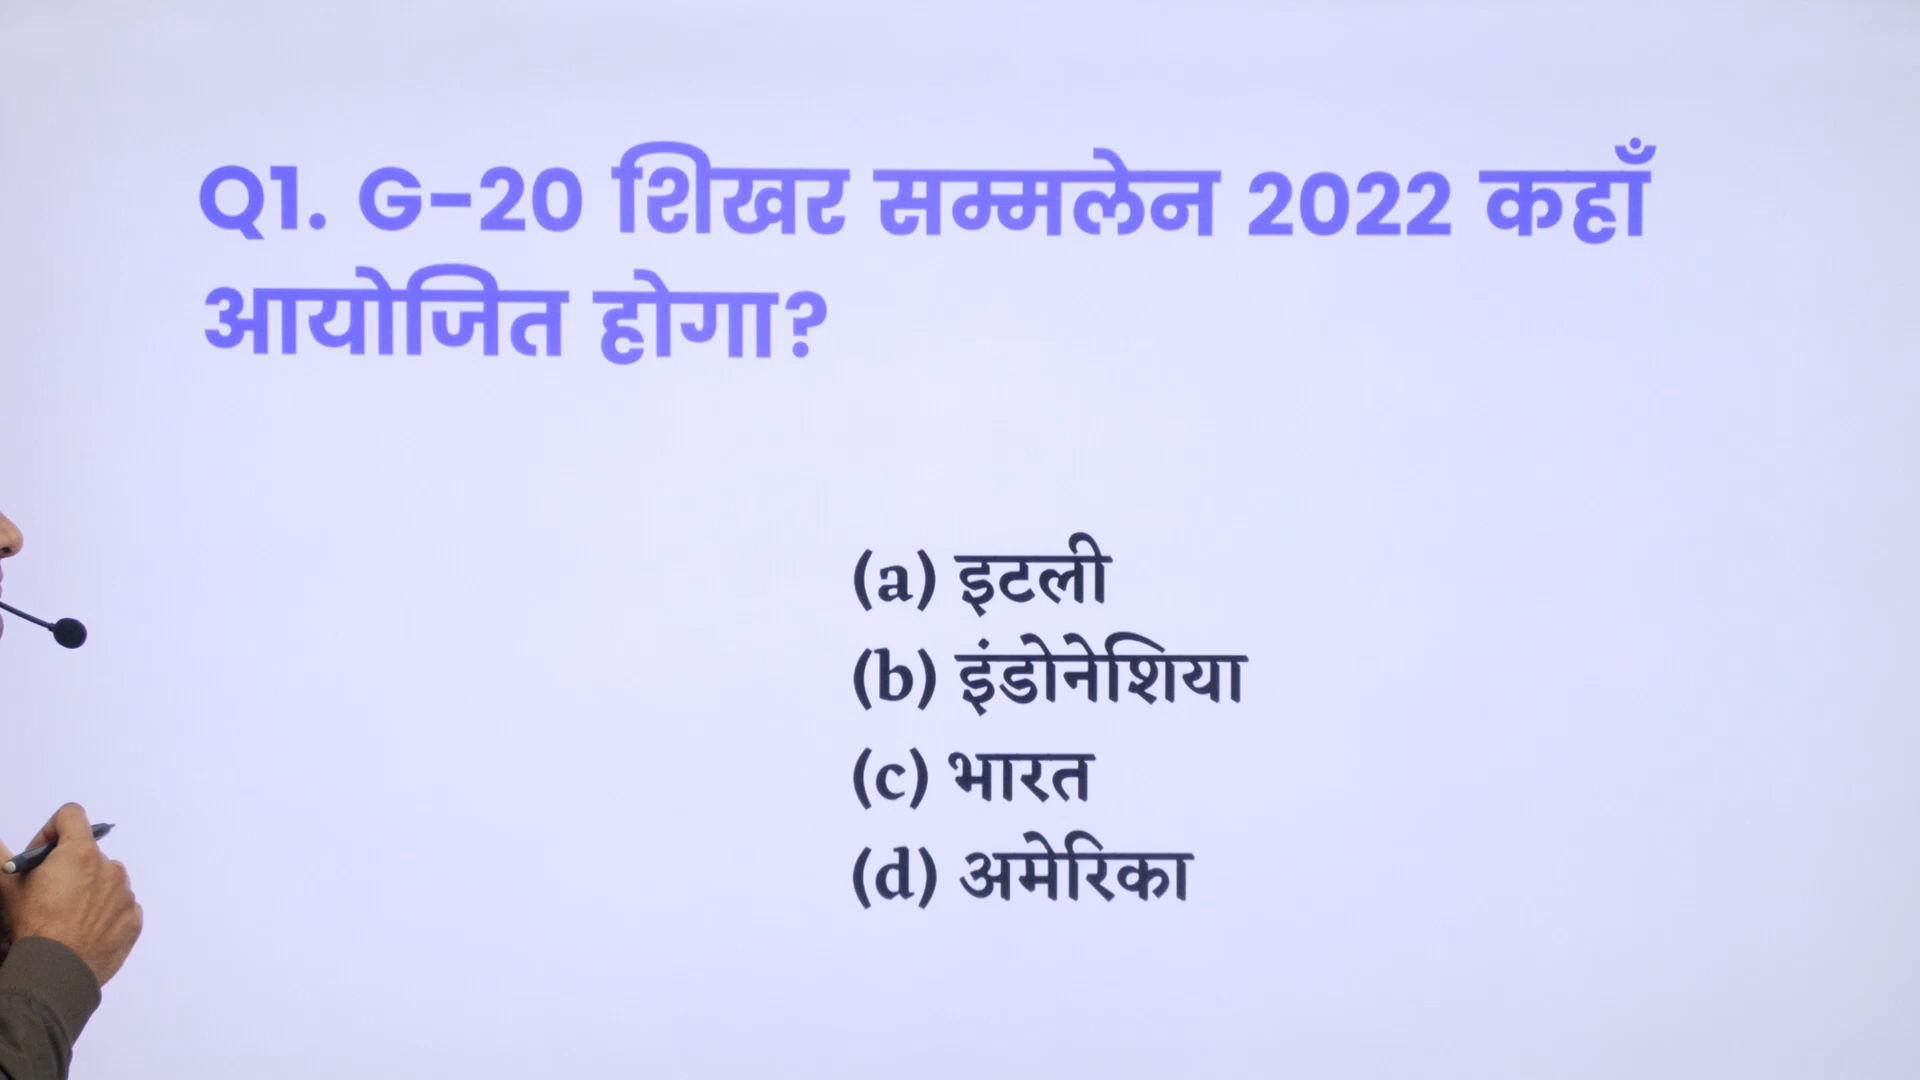 Q1. G-20 शिखर सम्मलेन 2022 कहाँ
आयोजित होगा?
(a) इटली
(b) इंडोनेशिया
(c) भारत
(d) अमेरिका